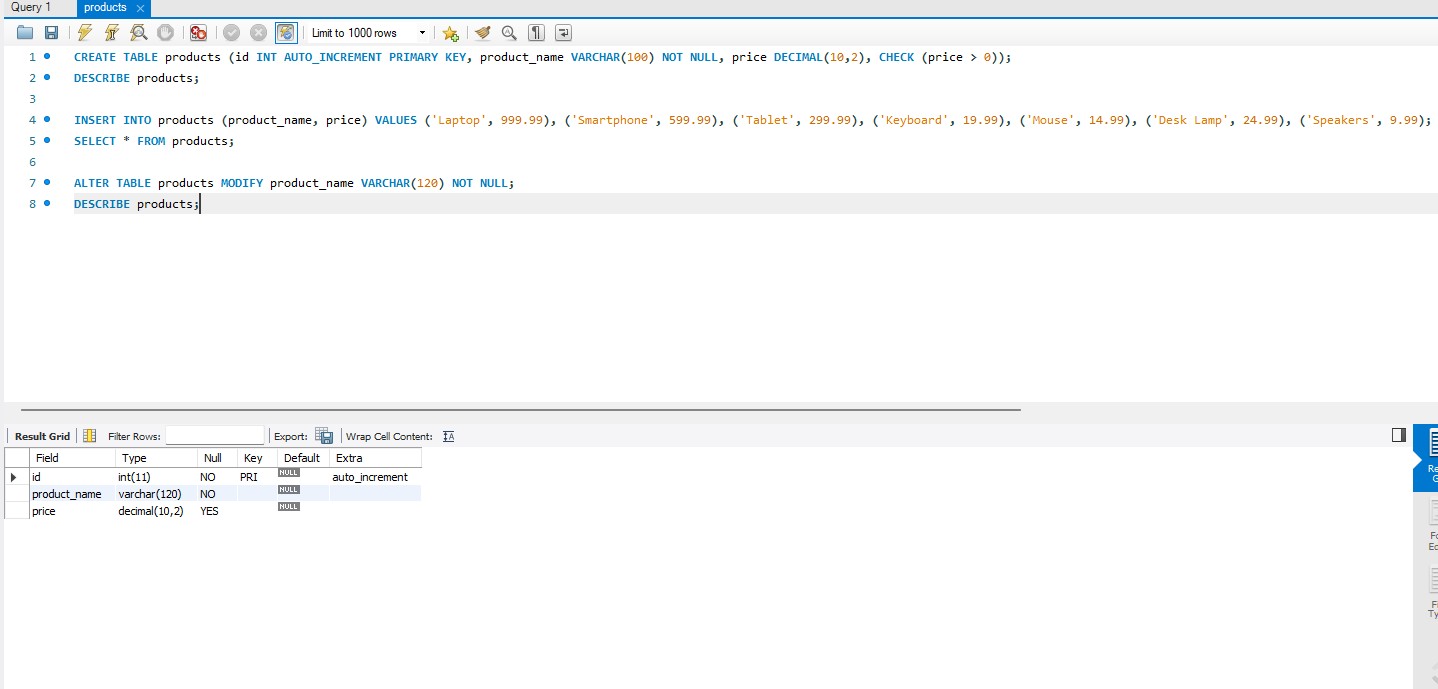 Query 1 products
Limit to 1000 rows
1 CREATE TABLE products (id INT AUTO_INCREMENT PRIMARY KEY, product_name VARCHAR(100) NOT NULL, price DECIMAL(10,2), CHECK (price > 0));
2 DESCRIBE products;
3
4 INSERT INTO products (product_name, price) VALUES ('Laptop', 999.99), ('Smartphone', 599.99), ('Tablet', 299.99), ('Keyboard', 19.99), ('Mouse', 14.99), ('Desk Lamp', 24.99), ('Speakers', 9.99);
5 SELECT * FROM products;
6
7 ALTER TABLE products MODIFY product_name VARCHAR(120) NOT NULL;
8 DESCRIBE products;
Result Grid Filter Rows: Export: Wrap Cell Content:
Field Type Null Key Default Extra
id int(11) NO PRI NULL auto_increment
product_name varchar(120) NO NULL
price decimal(10,2) YES NULL